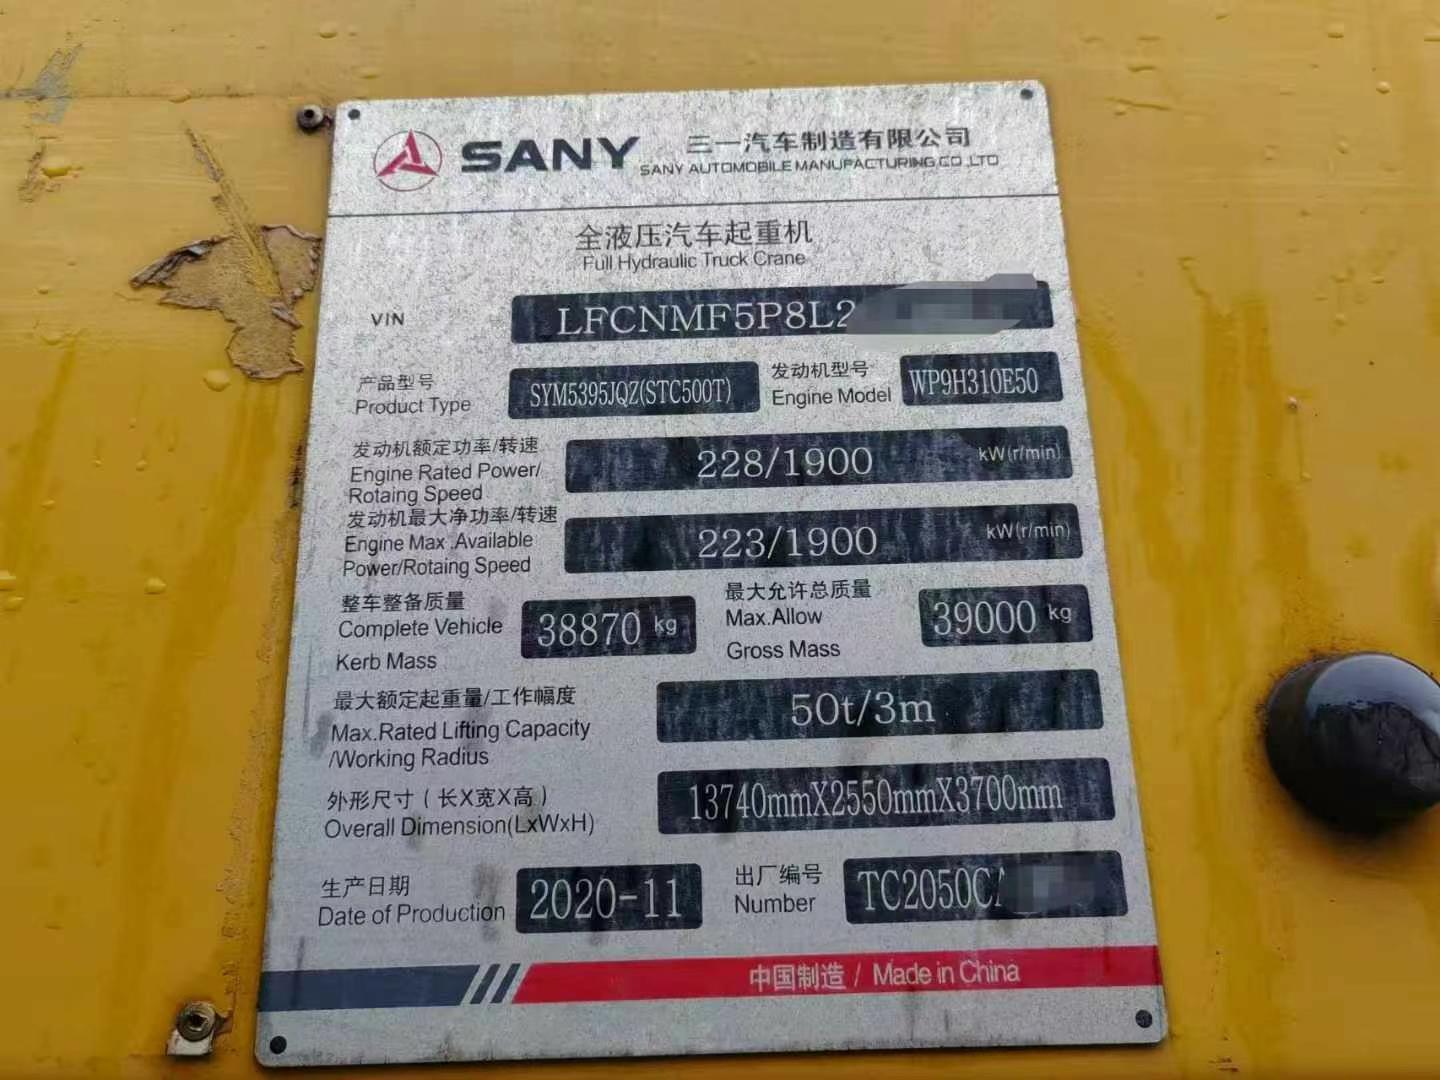 SANY 三一汽车制造有限公司
SANY AUTOMOBILE MANUFACTURING.CO.,LTD
全液压汽车起重机
Full Hydraulic Truck Crane
VIN LFCNMF5P8L2
产品型号
Product Type SYM5395JQZ(STC500T)
发动机型号
Engine Model WP9H310E50
发动机额定功率/转速
Engine Rated Power/
Rotaing Speed
228/1900 kW(r/min)
发动机最大净功率/转速
Engine Max .Available
Power/Rotaing Speed
223/1900 kW(r/min)
整车整备质量
Complete Vehicle
Kerb Mass
38870 kg
最大允许总质量
Max.Allow
Gross Mass
39000 kg
最大额定起重量/工作幅度
Max.Rated Lifting Capacity
/Working Radius
50t/3m
外形尺寸（长X宽X高）
Overall Dimension(LxWxH)
13740mmX2550mmX3700mm
生产日期
Date of Production 2020-11
出厂编号
Number TC2050C
中国制造 / Made in China